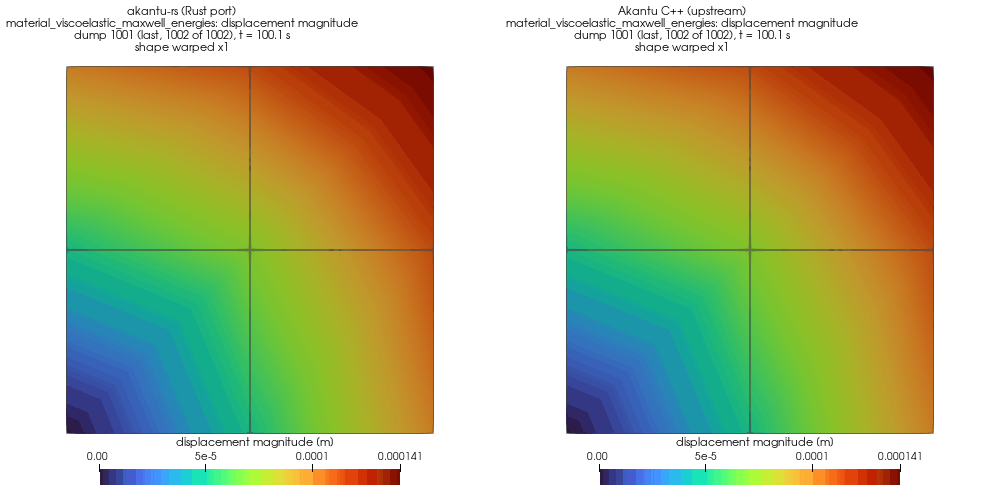 akantu-rs (Rust port)
material_viscoelastic_maxwell_energies: displacement magnitude
dump 1001 (last, 1002 of 1002), t = 100.1 s
shape warped x1
displacement magnitude (m)
0.00 5e-5 0.0001 0.000141
Akantu C++ (upstream)
material_viscoelastic_maxwell_energies: displacement magnitude
dump 1001 (last, 1002 of 1002), t = 100.1 s
shape warped x1
displacement magnitude (m)
0.00 5e-5 0.0001 0.000141